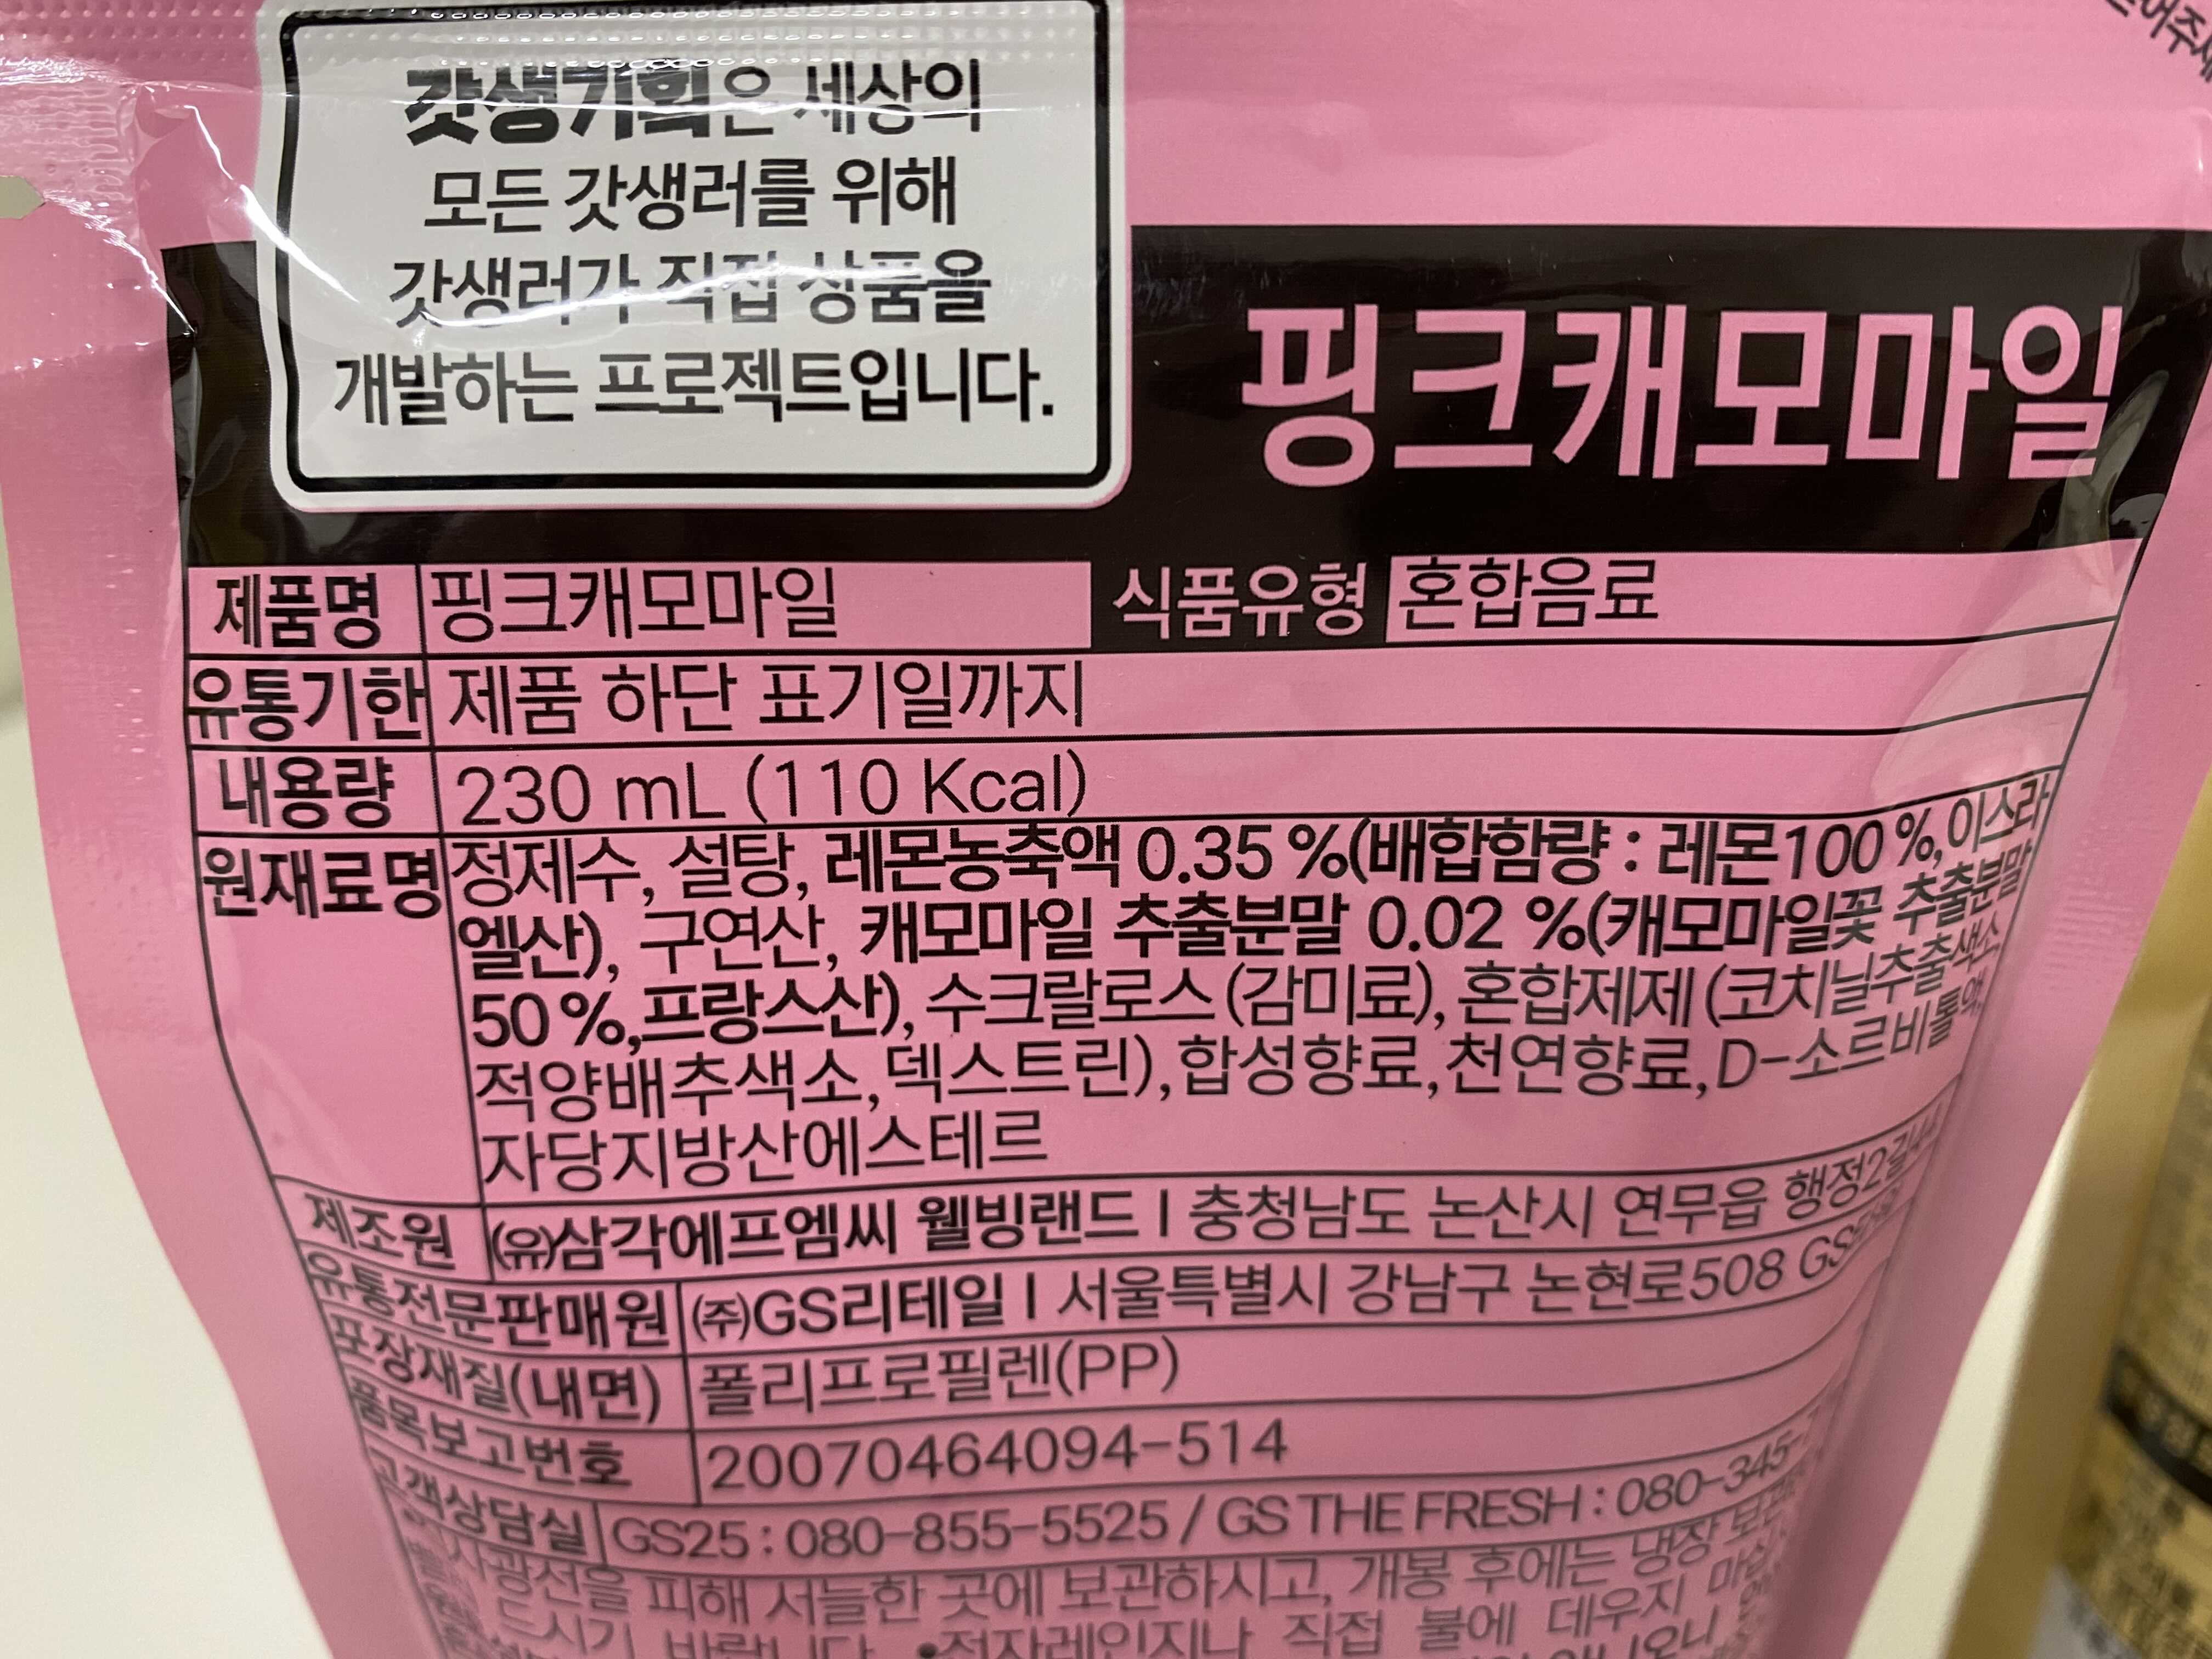 갓생기획은 세상의
모든 갓생러를 위해
갓생러가 직접 상품을
개발하는 프로젝트입니다.
핑크캐모마일
제품명 핑크캐모마일 식품유형 혼합음료
유통기한 제품 하단 표기일까지
내용량 230 mL (110 Kcal)
원재료명 정제수, 설탕, 레몬농축액 0.35 %(배합함량 : 레몬100 %,이스라
엘산), 구연산, 캐모마일 추출분말 0.02 %(캐모마일꽃 추출분말
50 %,프랑스산), 수크랄로스 (감미료), 혼합제제 (코치닐추출색소,
적양배추색소, 덱스트린), 합성향료, 천연향료, D-소르비톨액,
자당지방산에스테르
제조원 (유)삼각에프엠씨 웰빙랜드 I 충청남도 논산시 연무읍 행정2길
유통전문판매원 ㈜GS리테일 I 서울특별시 강남구 논현로508
포장재질(내면) 폴리프로필렌(PP)
품목보고번호 20070464094-514
고객상담실 GS25 : 080-855-5525 / GS THE FRESH : 080-345-
피해 서늘한 곳에 보관하시고, 개봉 후에는 냉장
드시기 바랍니다. •전자레인지나 직접 불에 데우지